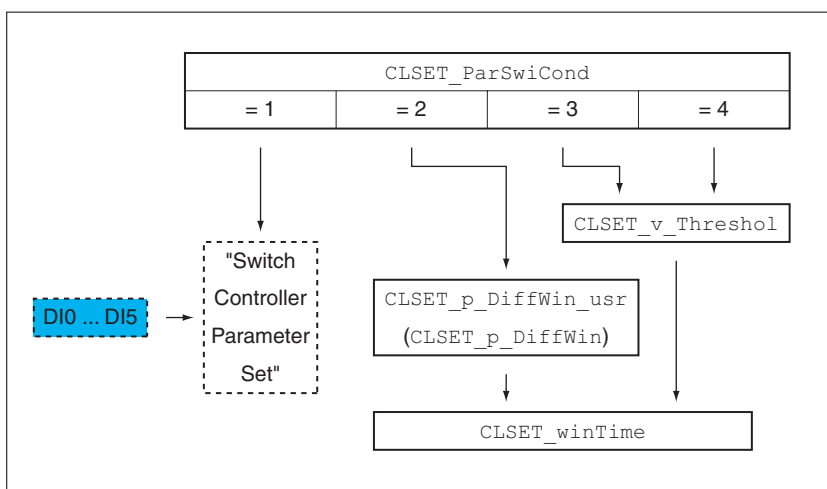 CLSET_ParSwiCond
= 1 = 2 = 3 = 4
CLSET_v_Threshol
"Switch
Controller
Parameter
Set"
DI0 ... DI5
CLSET_p_DiffWin_usr
(CLSET_p_DiffWin)
CLSET_winTime